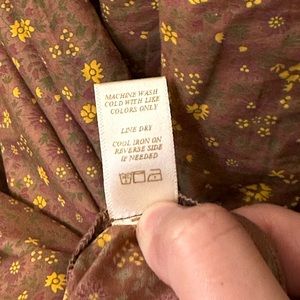 MACHINE WASH
COLD WITH LIKE
COLORS ONLY
LINE DRY
COOL IRON ON
REVERSE SIDE
IF NEEDED